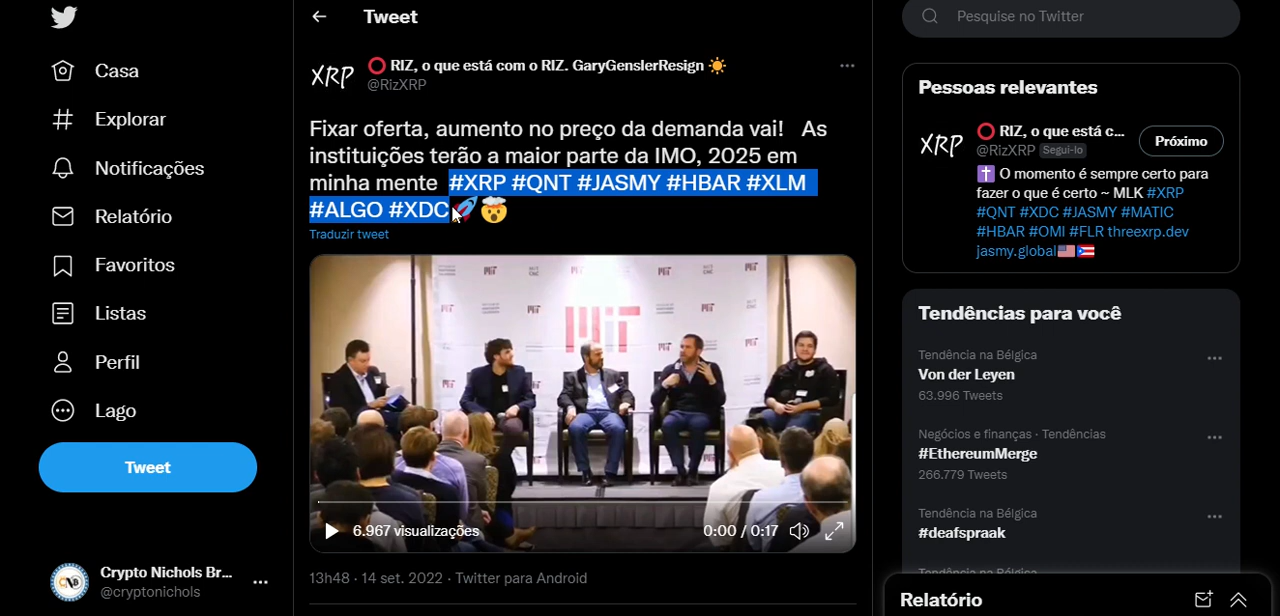 Casa
Explorar
Notificações
Relatório
Favoritos
Listas
Perfil
Lago
Tweet
Crypto Nichols Br...
@cryptonichols
Tweet
XRP
RIZ, o que está com o RIZ. GaryGenslerResign
@RizXRP
Fixar oferta, aumento no preço da demanda vai! As
instituições terão a maior parte da IMO, 2025 em
minha mente #XRP #QNT #JASMY #HBAR #XLM
#ALGO #XDC
Traduzir tweet
MIT
6.967 visualizações
0:00 / 0:17
13h48 · 14 set. 2022 · Twitter para Android
Pesquise no Twitter
Pessoas relevantes
XRP
RIZ, o que está c...
@RizXRP Segui-lo
Próximo
O momento é sempre certo para
fazer o que é certo ~ MLK #XRP
#QNT #XDC #JASMY #MATIC
#HBAR #OMI #FLR threexrp.dev
jasmy.global
Tendências para você
Tendência na Bélgica
Von der Leyen
63.996 Tweets
Negócios e finanças · Tendências
#EthereumMerge
266.779 Tweets
Tendência na Bélgica
#deafspraak
Tendência na Bélgica
Relatório